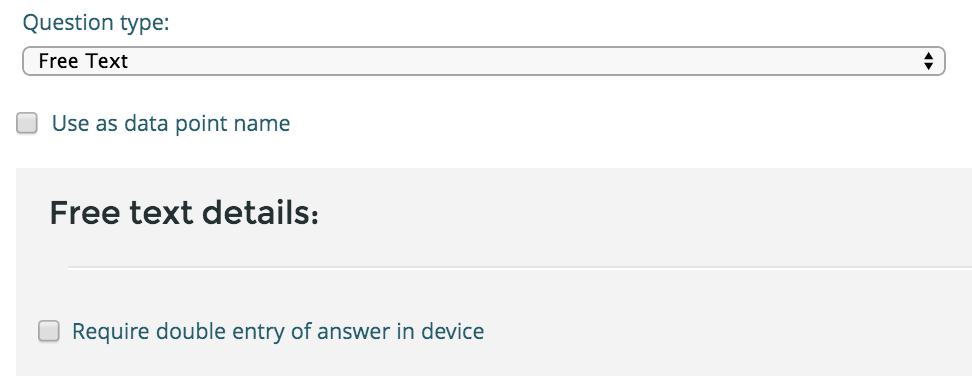 Question type:
Free Text
Use as data point name
Free text details:
Require double entry of answer in device